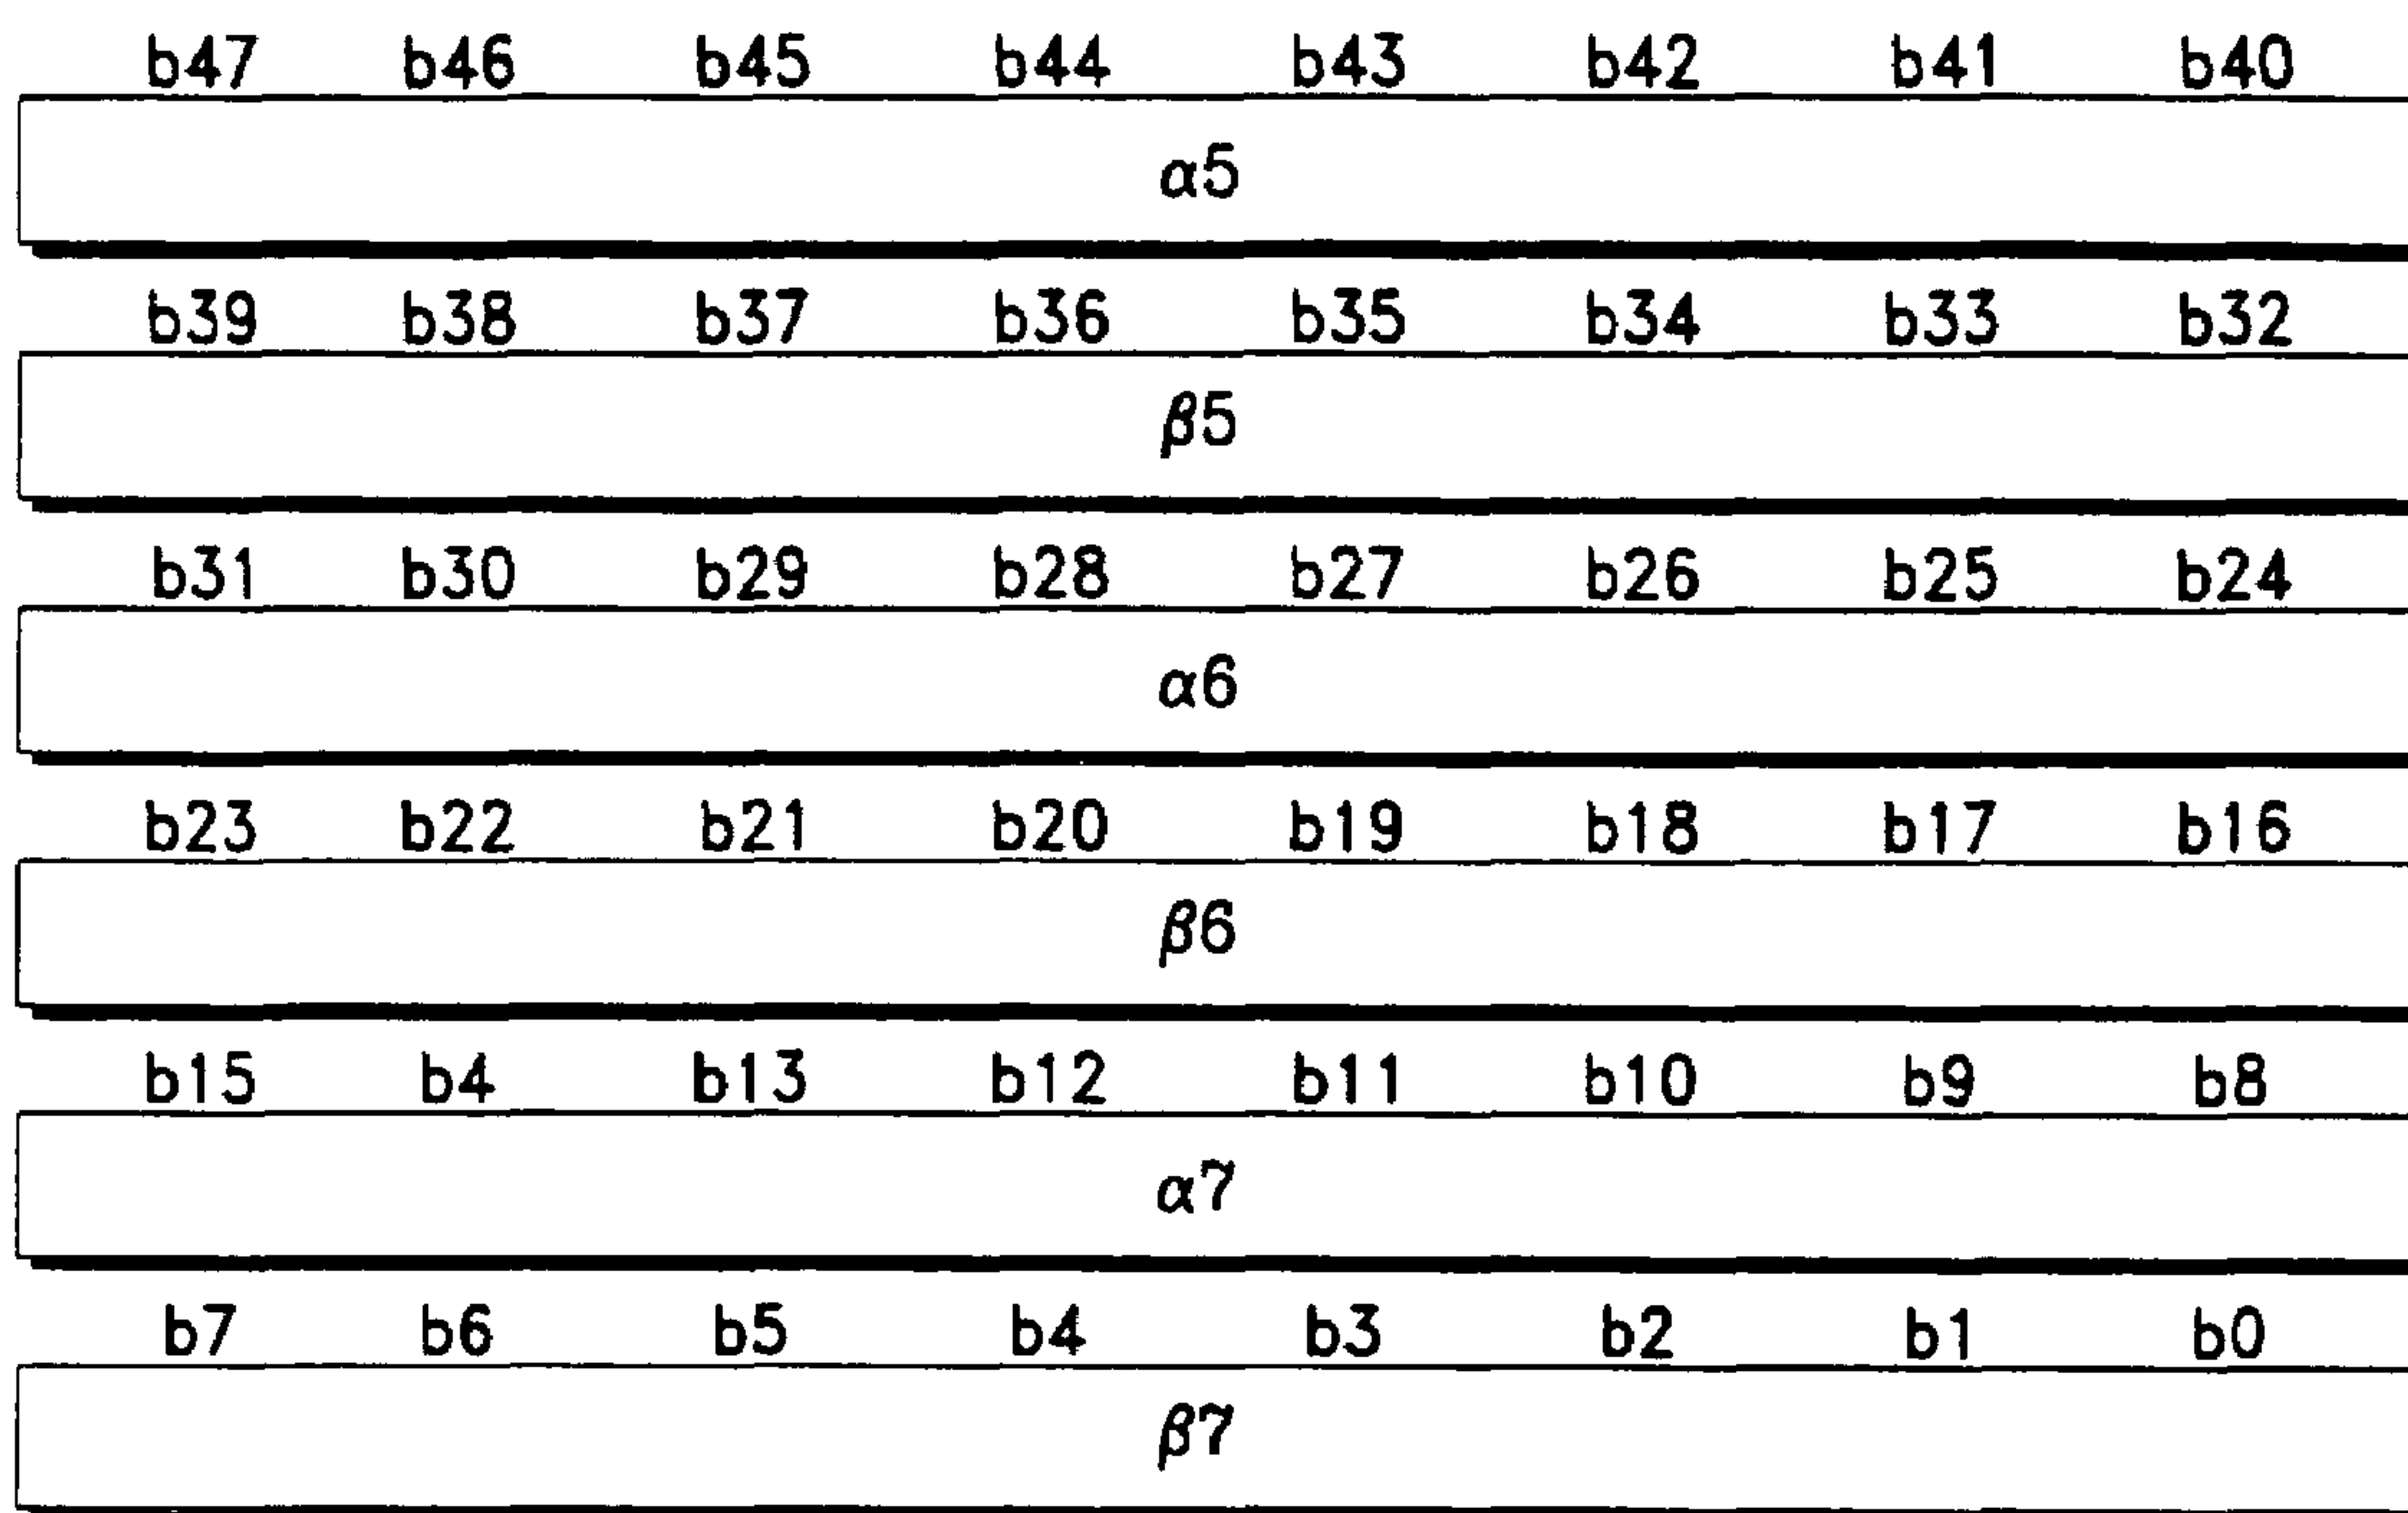 b47 b46 b45 b44 b43 b42 b41 b40
α5
b39 b38 b37 b36 b35 b34 b33 b32
β5
b31 b30 b29 b28 b27 b26 b25 b24
α6
b23 b22 b21 b20 b19 b18 b17 b16
β6
b15 b4 b13 b12 b11 b10 b9 b8
α7
b7 b6 b5 b4 b3 b2 b1 b0
β7